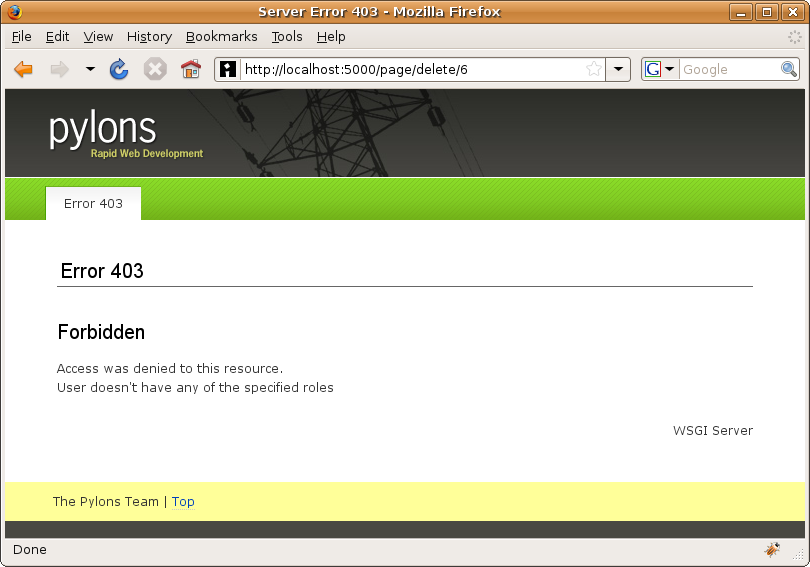 Server Error 403 - Mozilla Firefox
File Edit View History Bookmarks Tools Help
http://localhost:5000/page/delete/6
G Google
pylons
Rapid Web Development
Error 403
Error 403
Forbidden
Access was denied to this resource.
User doesn't have any of the specified roles
WSGI Server
The Pylons Team | Top
Done